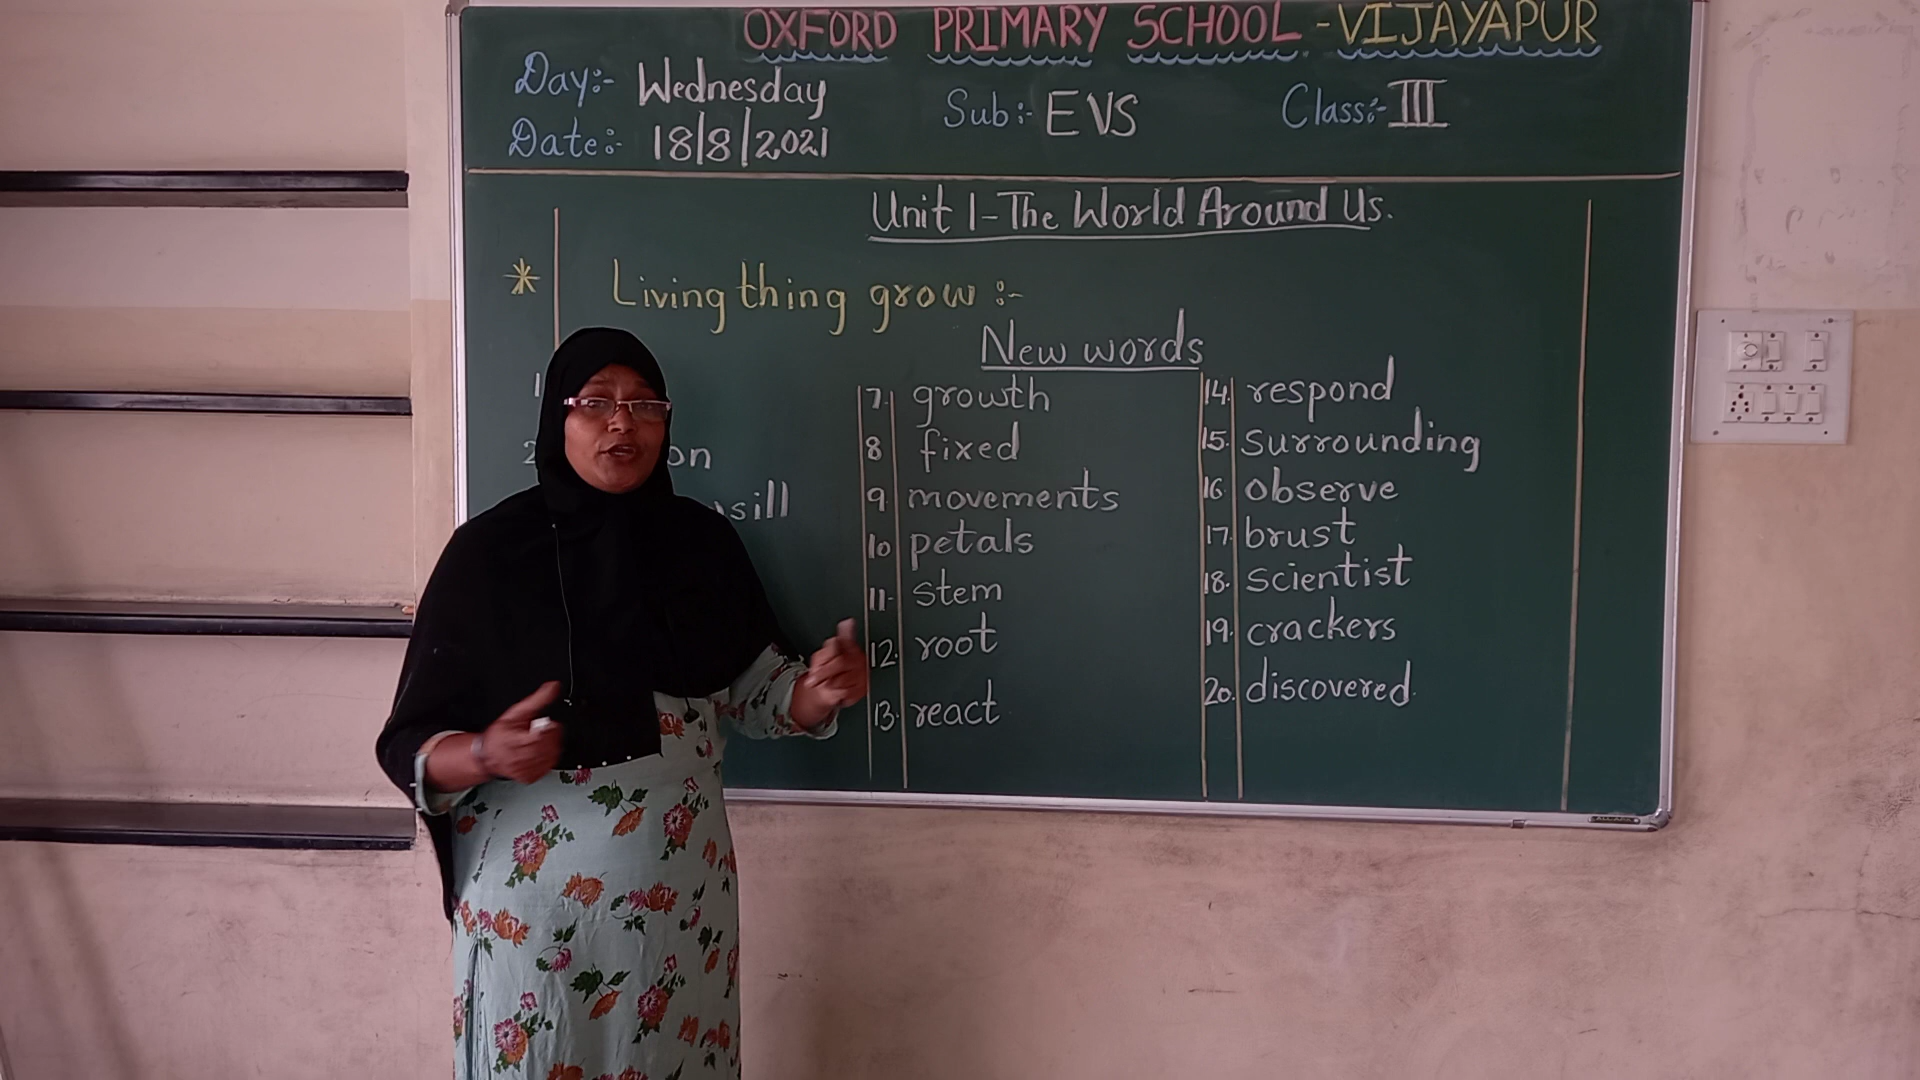 OXFORD PRIMARY SCHOOL -VIJAYAPUR
Day:- Wednesday
Date:- 18/8/2021
Sub:- EVS
Class:- III
Unit 1-The World Around Us.
* Living thing grow :-
New words
7. growth
8 fixed
9. movements
10 petals
11- stem
12. root
13. react
14. respond
15. surrounding
16. observe
17. brust
18. scientist
19. crackers
20. discovered.